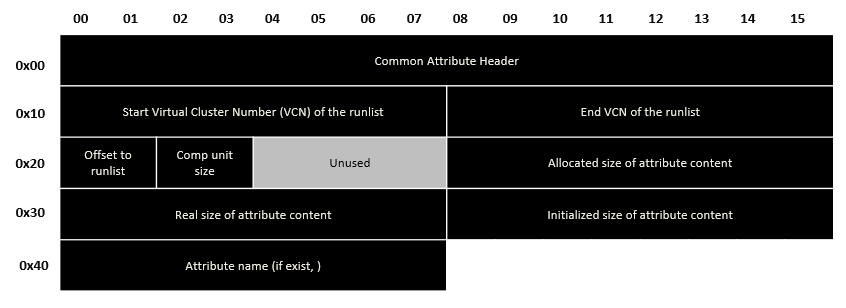 00 01 02 03 04 05 06 07 08 09 10 11 12 13 14 15
0x00 Common Attribute Header
0x10 Start Virtual Cluster Number (VCN) of the runlist End VCN of the runlist
0x20 Offset to runlist Comp unit size Unused Allocated size of attribute content
0x30 Real size of attribute content Initialized size of attribute content
0x40 Attribute name (if exist, )